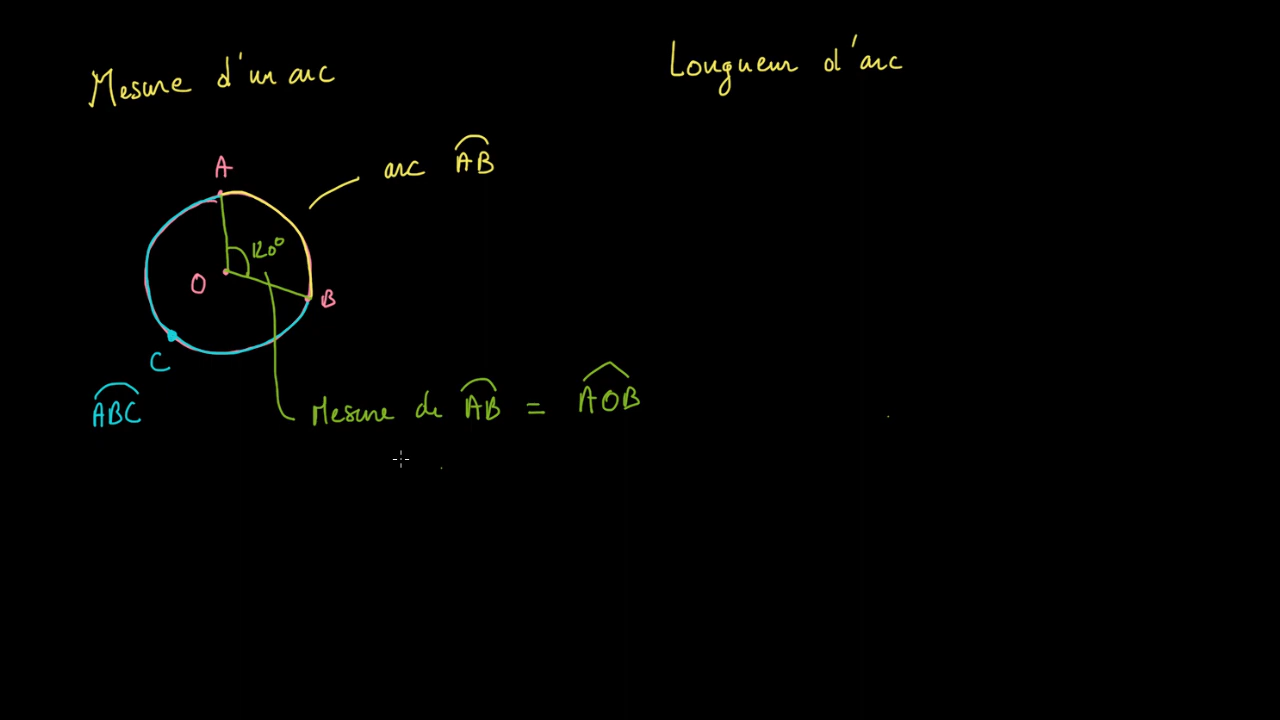 Mesure d'un arc
Longueur d'arc
A
arc AB
120°
O
B
C
ABC
Mesure de AB = AOB